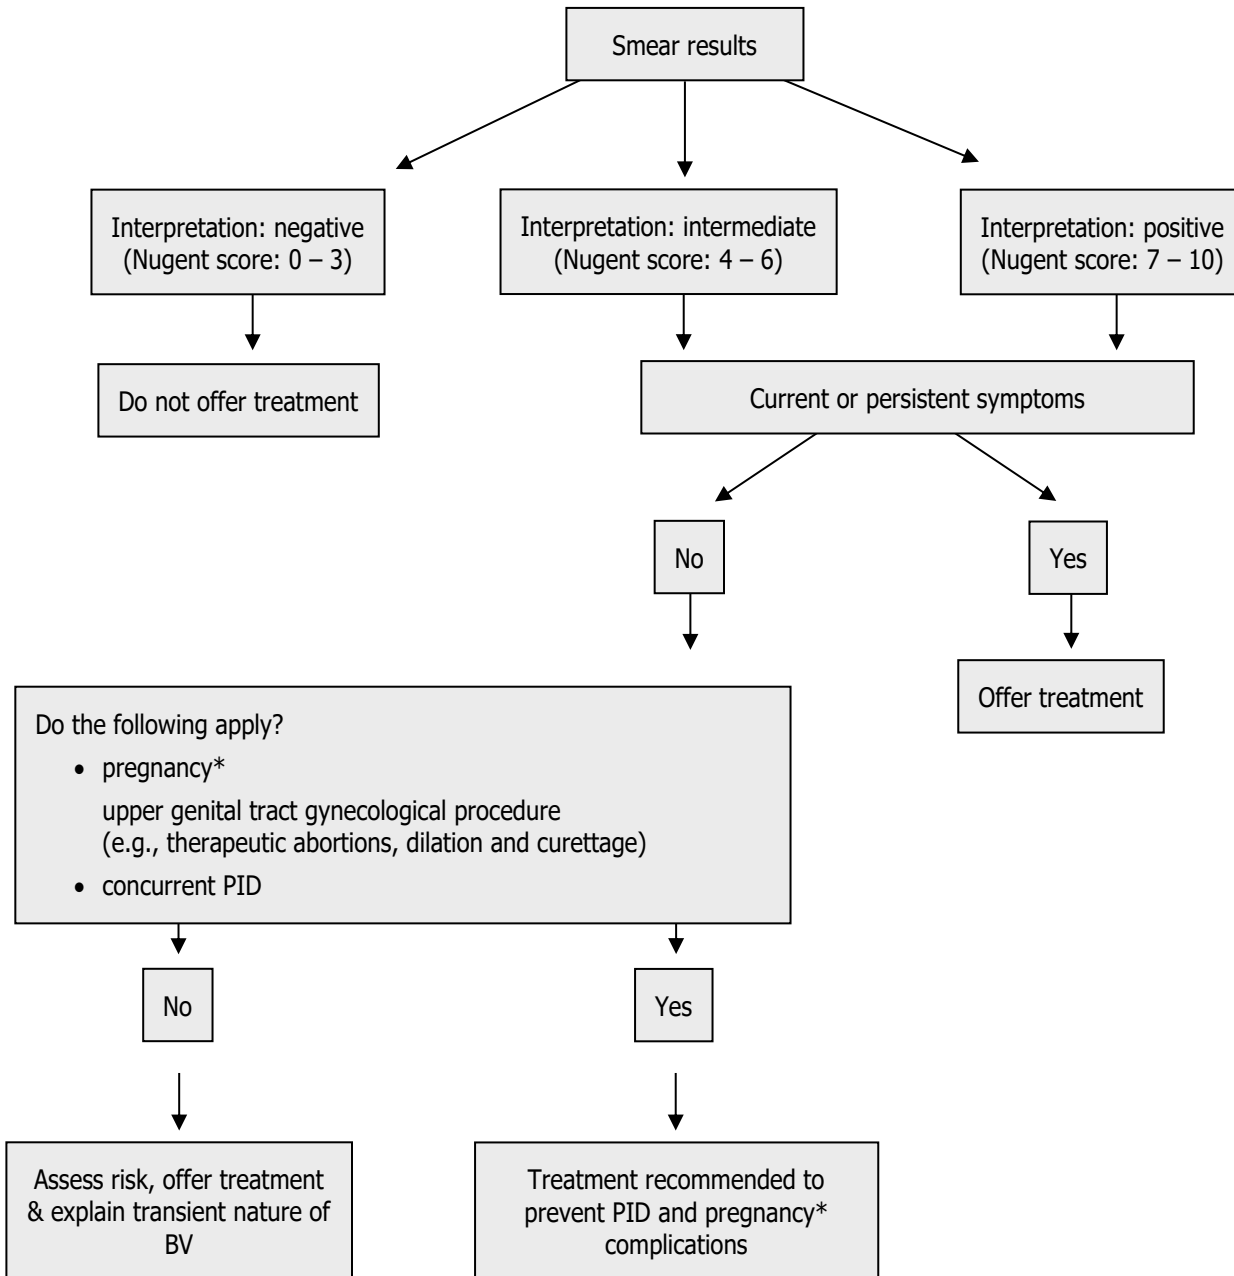 Smear results
Interpretation: negative
(Nugent score: 0 – 3)
Interpretation: intermediate
(Nugent score: 4 – 6)
Interpretation: positive
(Nugent score: 7 – 10)
Do not offer treatment
Current or persistent symptoms
No
Yes
Offer treatment
Do the following apply?
• pregnancy*
upper genital tract gynecological procedure
(e.g., therapeutic abortions, dilation and curettage)
• concurrent PID
No
Yes
Assess risk, offer treatment
& explain transient nature of
BV
Treatment recommended to
prevent PID and pregnancy*
complications